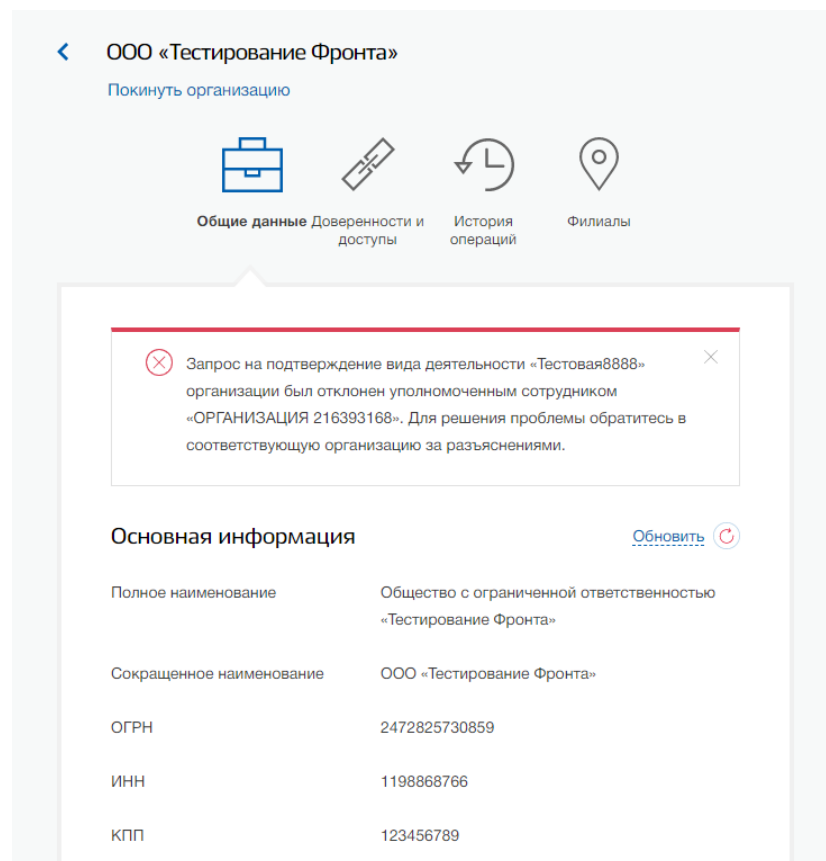 ООО «Тестирование Фронта»
Покинуть организацию
Общие данные
Доверенности и
доступы
История
операций
Филиалы
Запрос на подтверждение вида деятельности «Тестовая8888»
организации был отклонен уполномоченным сотрудником
«ОРГАНИЗАЦИЯ 216393168». Для решения проблемы обратитесь в
соответствующую организацию за разъяснениями.
Основная информация
Обновить
Полное наименование
Общество с ограниченной ответственностью
«Тестирование Фронта»
Сокращенное наименование
ООО «Тестирование Фронта»
ОГРН
2472825730859
ИНН
1198868766
КПП
123456789